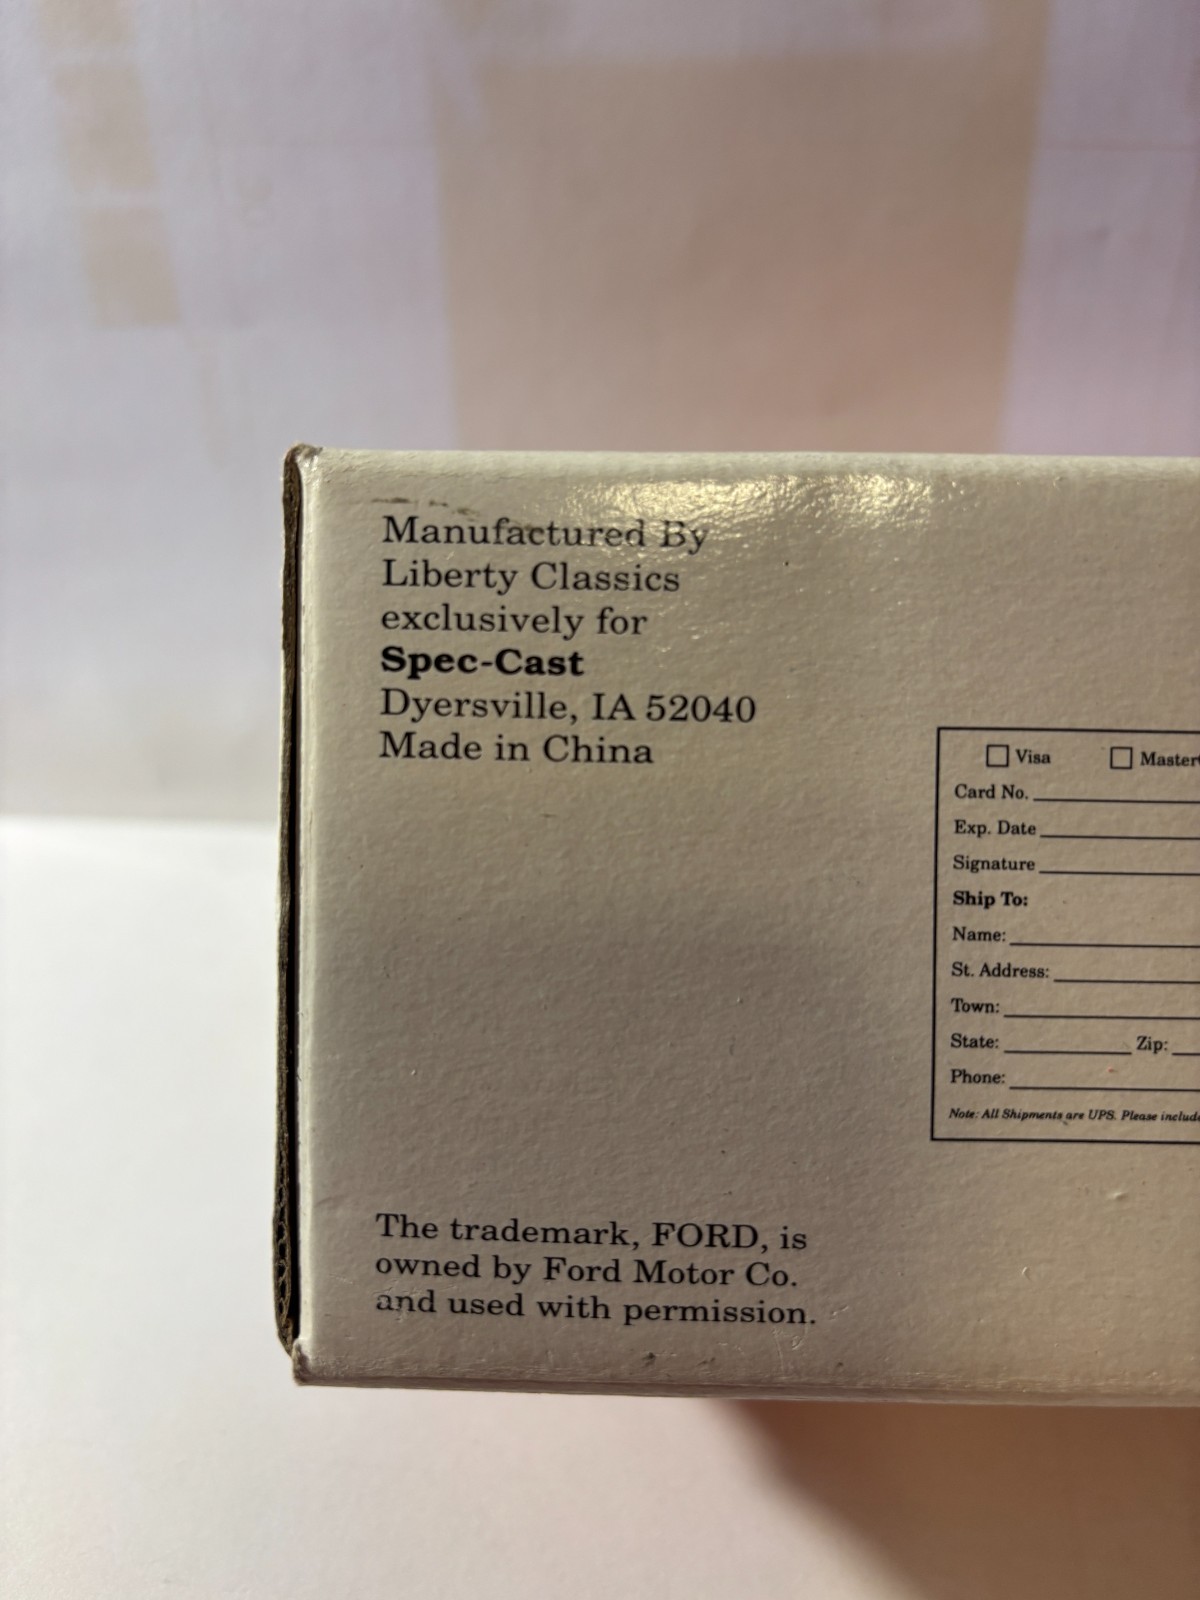 Manufactured By
Liberty Classics
exclusively for
Spec-Cast
Dyersville, IA 52040
Made in China
Visa Master
Card No.
Exp. Date
Signature
Ship To:
Name:
St. Address:
Town:
State: Zip:
Phone:
Note: All Shipments are UPS. Please
The trademark, FORD, is
owned by Ford Motor Co.
and used with permission.